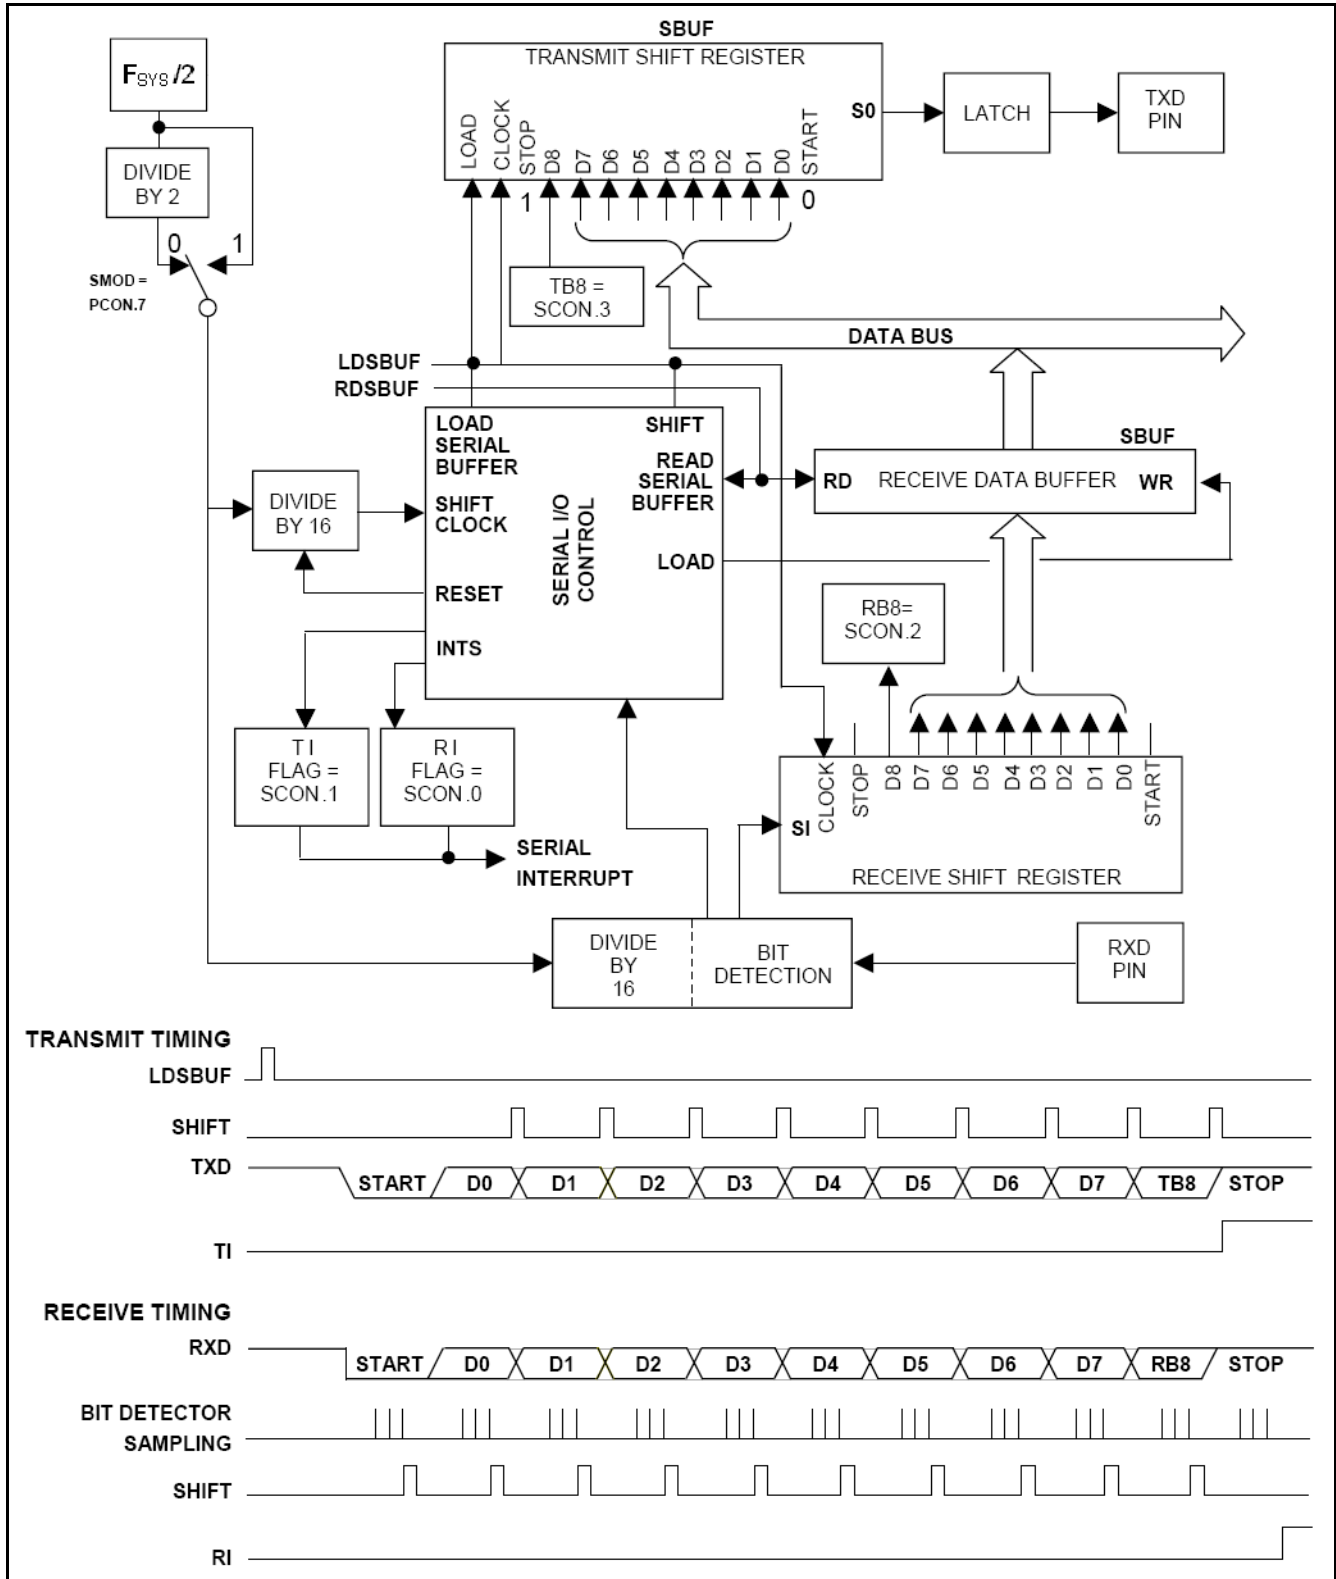 SBUF
TRANSMIT SHIFT REGISTER
LOAD
CLOCK
STOP
D8
D7
D6
D5
D4
D3
D2
D1
D0
START
S0
1
0
LATCH
TXD
PIN
FSYS /2
DIVIDE
BY 2
0
1
SMOD =
PCON.7
TB8 =
SCON.3
DATA BUS
LDSBUF
RDSBUF
LOAD
SERIAL
BUFFER
SHIFT
READ
SERIAL
BUFFER
SHIFT
CLOCK
SERIAL I/O
CONTROL
LOAD
RESET
INTS
SBUF
RD
RECEIVE DATA BUFFER
WR
DIVIDE
BY 16
RB8=
SCON.2
TI
FLAG =
SCON.1
RI
FLAG =
SCON.0
SERIAL
INTERRUPT
SI
CLOCK
STOP
D8
D7
D6
D5
D4
D3
D2
D1
D0
START
RECEIVE SHIFT REGISTER
DIVIDE
BY
16
BIT
DETECTION
RXD
PIN
TRANSMIT TIMING
LDSBUF
SHIFT
TXD START D0 D1 D2 D3 D4 D5 D6 D7 TB8 STOP
TI
RECEIVE TIMING
RXD START D0 D1 D2 D3 D4 D5 D6 D7 RB8 STOP
BIT DETECTOR
SAMPLING
SHIFT
RI